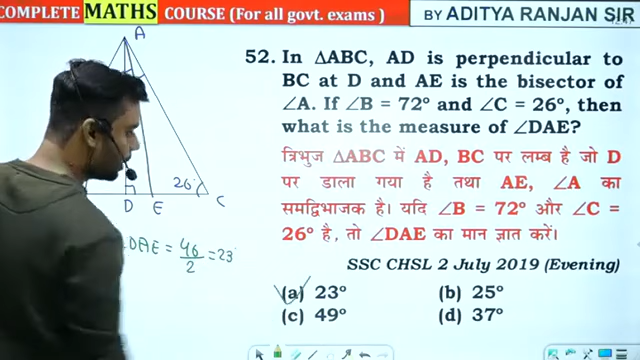 COMPLETE MATHS COURSE (For all govt. exams)
BY ADITYA RANJAN SIR
A
26°
D
E
C
DAE = 46/2 = 23°
52. In ΔABC, AD is perpendicular to
BC at D and AE is the bisector of
∠A. If ∠B = 72° and ∠C = 26°, then
what is the measure of ∠DAE?
त्रिभुज ΔABC में AD, BC पर लम्ब है जो D
पर डाला गया है तथा AE, ∠A का
समद्विभाजक है। यदि ∠B = 72° और ∠C =
26° है, तो ∠DAE का मान ज्ञात करें।
SSC CHSL 2 July 2019 (Evening)
(a) 23° (b) 25°
(c) 49° (d) 37°